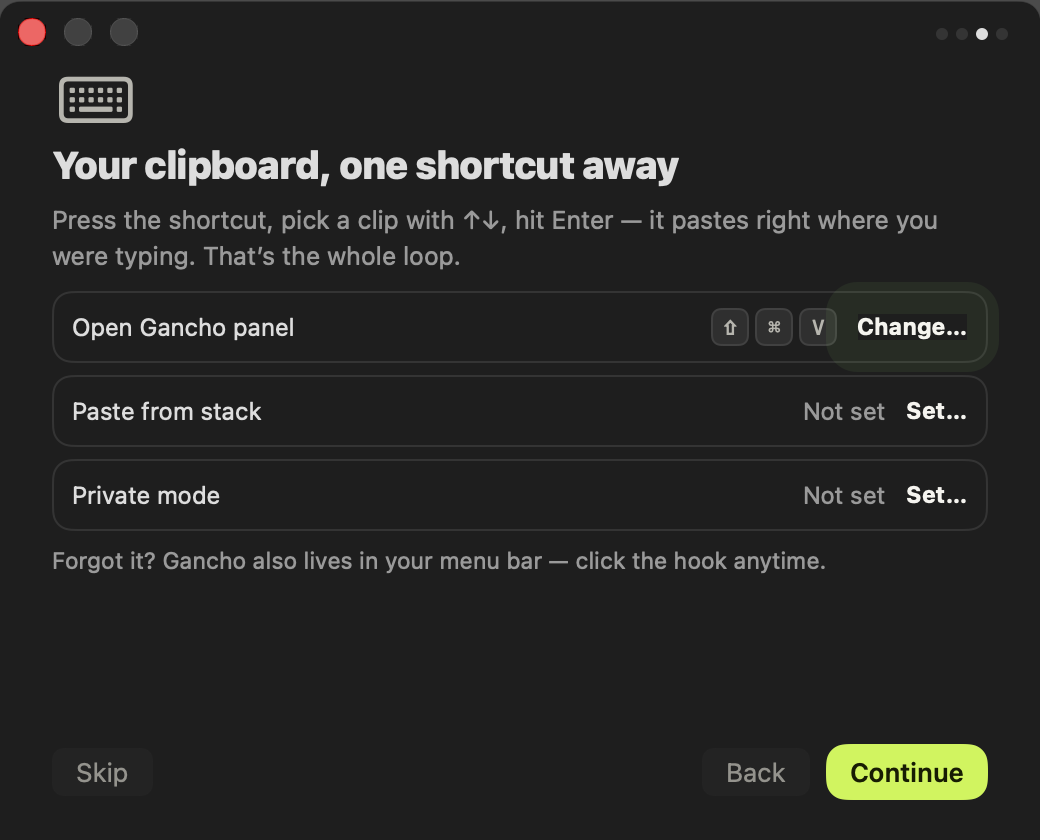 Your clipboard, one shortcut away
Press the shortcut, pick a clip with ↑↓, hit Enter — it pastes right where you
were typing. That’s the whole loop.
Open Gancho panel ⇧ ⌘ V Change...
Paste from stack Not set Set...
Private mode Not set Set...
Forgot it? Gancho also lives in your menu bar — click the hook anytime.
Skip Back Continue